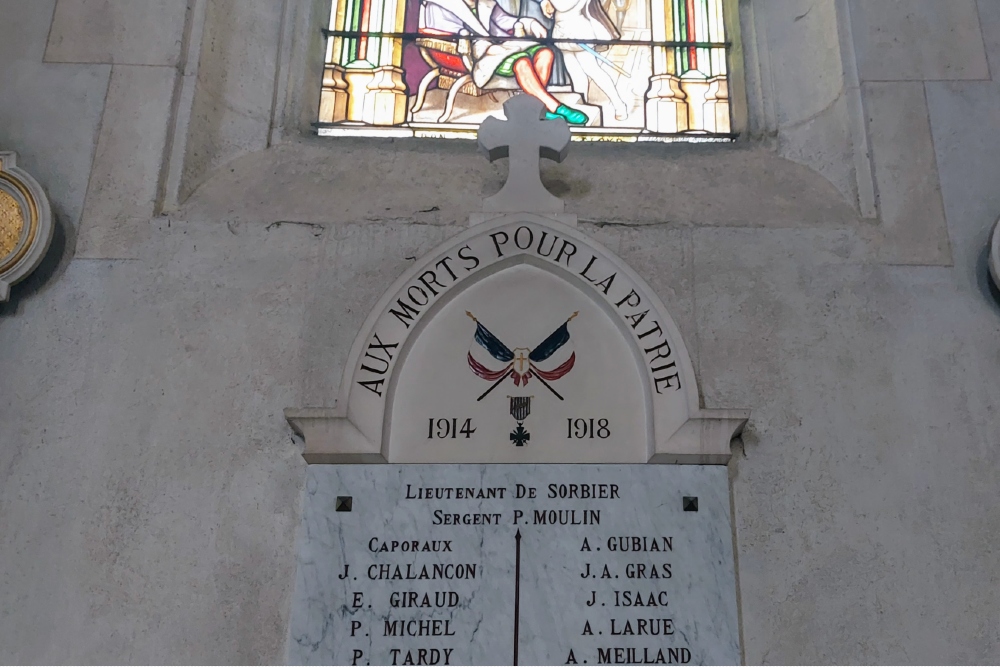 AUX MORTS POUR LA PATRIE
1914 1918
LIEUTENANT DE SORBIER
SERGENT P. MOULIN
CAPORAUX
J. CHALANCON
E. GIRAUD
P. MICHEL
P. TARDY
A. GUBIAN
J.A. GRAS
J. ISAAC
A. LARUE
A. MEILLAND